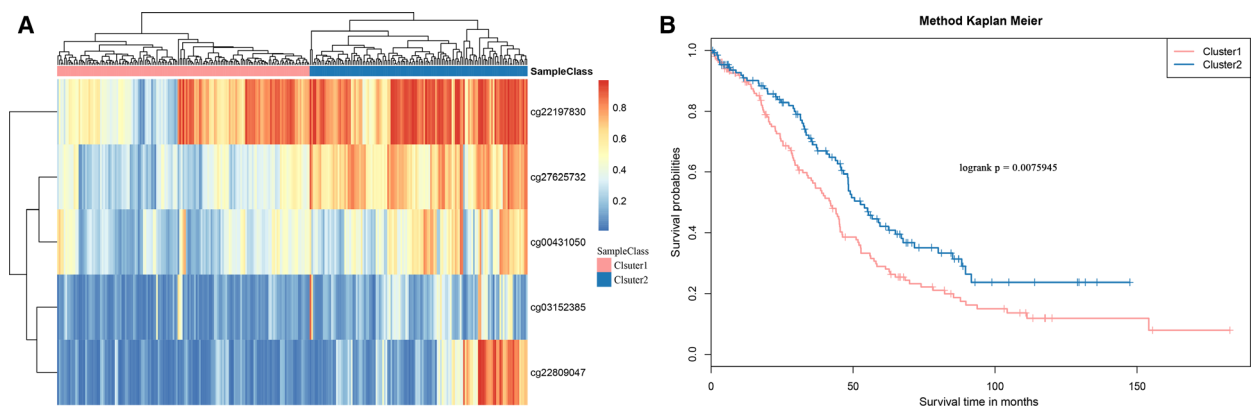 A
SampleClass
cg22197830
cg27625732
cg00431050
cg03152385
cg22809047
0.8
0.6
0.4
0.2
SampleClass
Clsuter1
Clsuter2
B
Method Kaplan Meier
Cluster1
Cluster2
logrank p = 0.0075945
Survival probabilities
1.0
0.8
0.6
0.4
0.2
0.0
0
50
100
150
Survival time in months